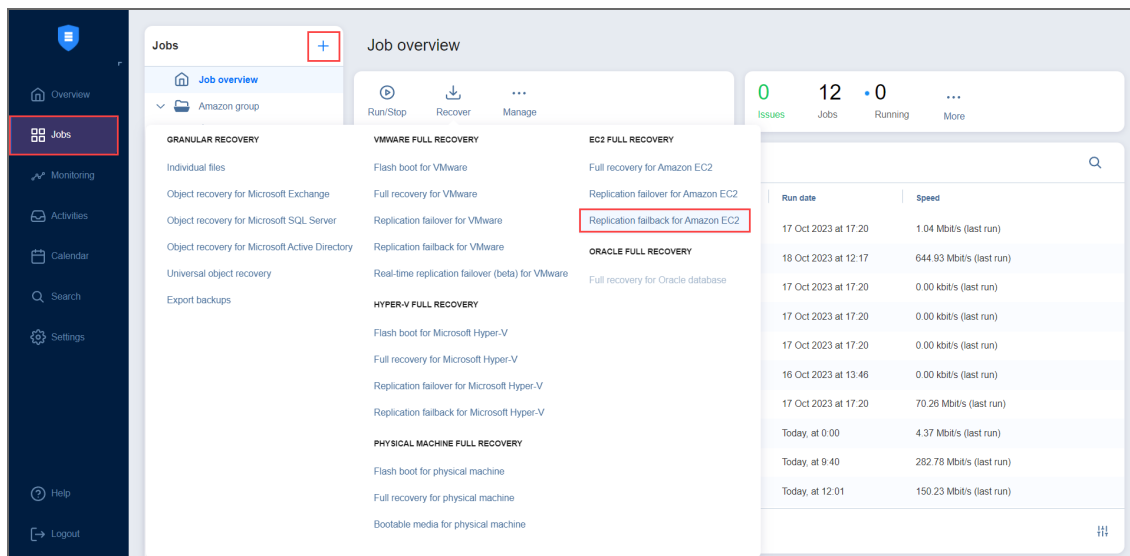 Jobs
+
Job overview
Job overview
Amazon group
Run/Stop
Recover
Manage
0
Issues
12
Jobs
0
Running
More
Overview
Jobs
Monitoring
Activities
Calendar
Search
Settings
Help
Logout
GRANULAR RECOVERY
Individual files
Object recovery for Microsoft Exchange
Object recovery for Microsoft SQL Server
Object recovery for Microsoft Active Directory
Universal object recovery
Export backups
VMWARE FULL RECOVERY
Flash boot for VMware
Full recovery for VMware
Replication failover for VMware
Replication failback for VMware
Real-time replication failover (beta) for VMware
HYPER-V FULL RECOVERY
Flash boot for Microsoft Hyper-V
Full recovery for Microsoft Hyper-V
Replication failover for Microsoft Hyper-V
Replication failback for Microsoft Hyper-V
PHYSICAL MACHINE FULL RECOVERY
Flash boot for physical machine
Full recovery for physical machine
Bootable media for physical machine
EC2 FULL RECOVERY
Full recovery for Amazon EC2
Replication failover for Amazon EC2
Replication failback for Amazon EC2
ORACLE FULL RECOVERY
Full recovery for Oracle database
Run date Speed
17 Oct 2023 at 17:20 1.04 Mbit/s (last run)
18 Oct 2023 at 12:17 644.93 Mbit/s (last run)
17 Oct 2023 at 17:20 0.00 kbit/s (last run)
17 Oct 2023 at 17:20 0.00 kbit/s (last run)
17 Oct 2023 at 17:20 0.00 kbit/s (last run)
16 Oct 2023 at 13:46 0.00 kbit/s (last run)
17 Oct 2023 at 17:20 70.26 Mbit/s (last run)
Today, at 0:00 4.37 Mbit/s (last run)
Today, at 9:40 282.78 Mbit/s (last run)
Today, at 12:01 150.23 Mbit/s (last run)